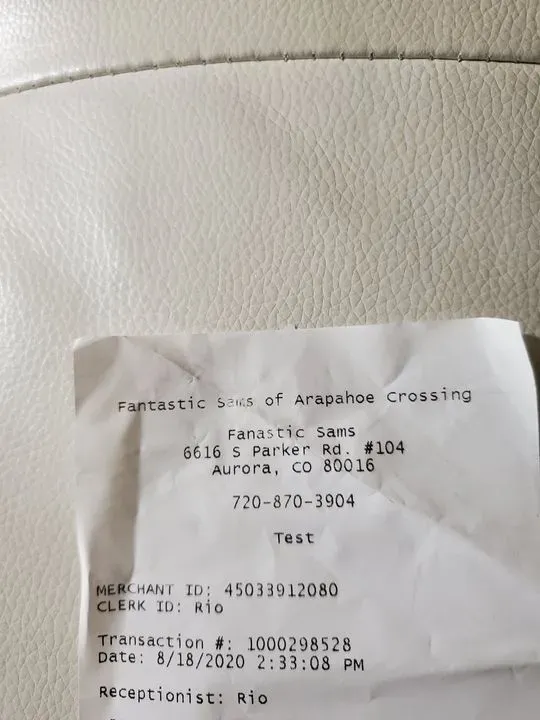 Fantastic Sams of Arapahoe Crossing
Fanastic Sams
6616 S Parker Rd. #104
Aurora, CO 80016
720-870-3904
Test
MERCHANT ID: 45033912080
CLERK ID: Rio
Transaction #: 1000298528
Date: 8/18/2020 2:33:08 PM
Receptionist: Rio